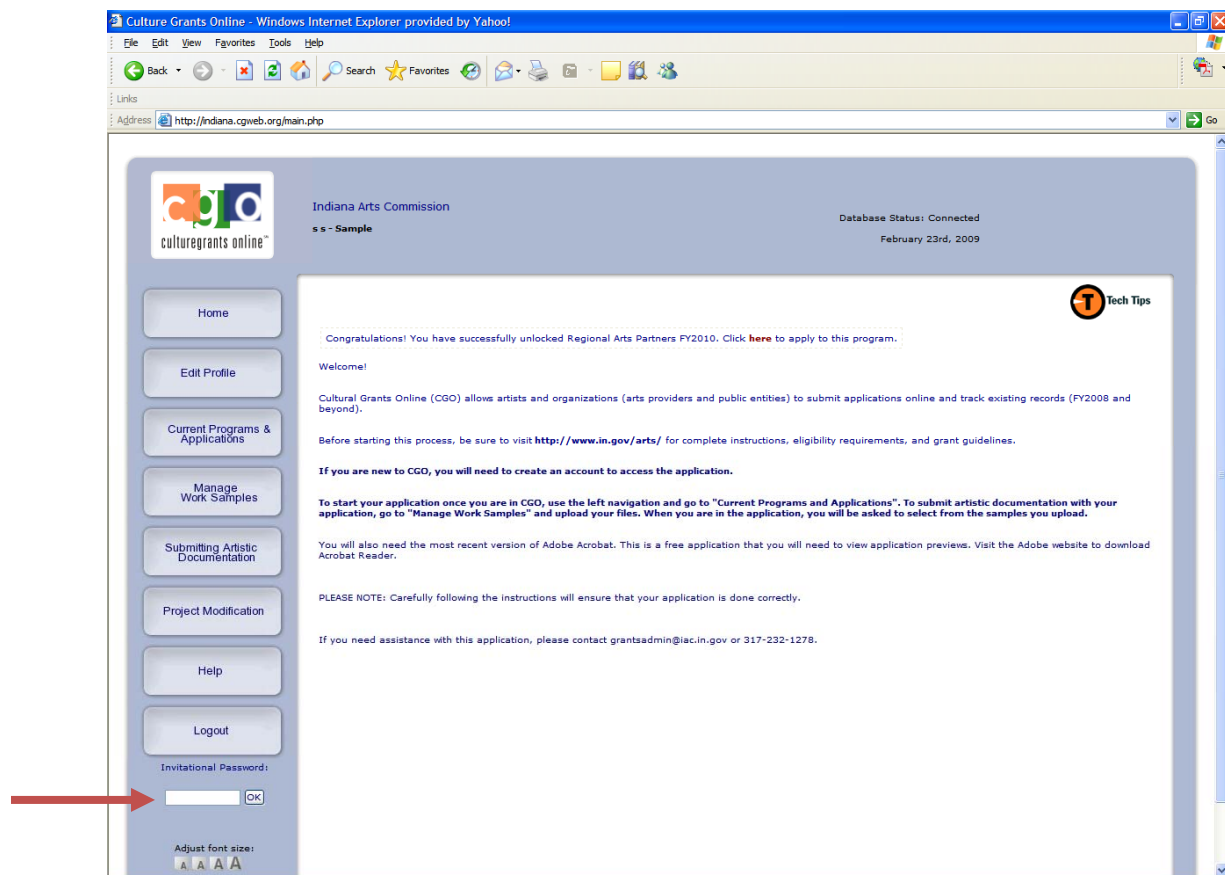 Culture Grants Online - Windows Internet Explorer provided by Yahoo!
File Edit View Favorites Tools Help
Back Search Favorites
Links
Address http://indiana.cgweb.org/main.php Go
cgo
culturegrants online™
Indiana Arts Commission
s s - Sample
Database Status: Connected
February 23rd, 2009
Home
Edit Profile
Current Programs &
Applications
Manage
Work Samples
Submitting Artistic
Documentation
Project Modification
Help
Logout
Invitational Password:
OK
Adjust font size:
A A A A
T Tech Tips
Congratulations! You have successfully unlocked Regional Arts Partners FY2010. Click here to apply to this program.
Welcome!
Cultural Grants Online (CGO) allows artists and organizations (arts providers and public entities) to submit applications online and track existing records (FY2008 and
beyond).
Before starting this process, be sure to visit http://www.in.gov/arts/ for complete instructions, eligibility requirements, and grant guidelines.
If you are new to CGO, you will need to create an account to access the application.
To start your application once you are in CGO, use the left navigation and go to "Current Programs and Applications". To submit artistic documentation with your
application, go to "Manage Work Samples" and upload your files. When you are in the application, you will be asked to select from the samples you upload.
You will also need the most recent version of Adobe Acrobat. This is a free application that you will need to view application previews. Visit the Adobe website to download
Acrobat Reader.
PLEASE NOTE: Carefully following the instructions will ensure that your application is done correctly.
If you need assistance with this application, please contact grantsadmin@iac.in.gov or 317-232-1278.